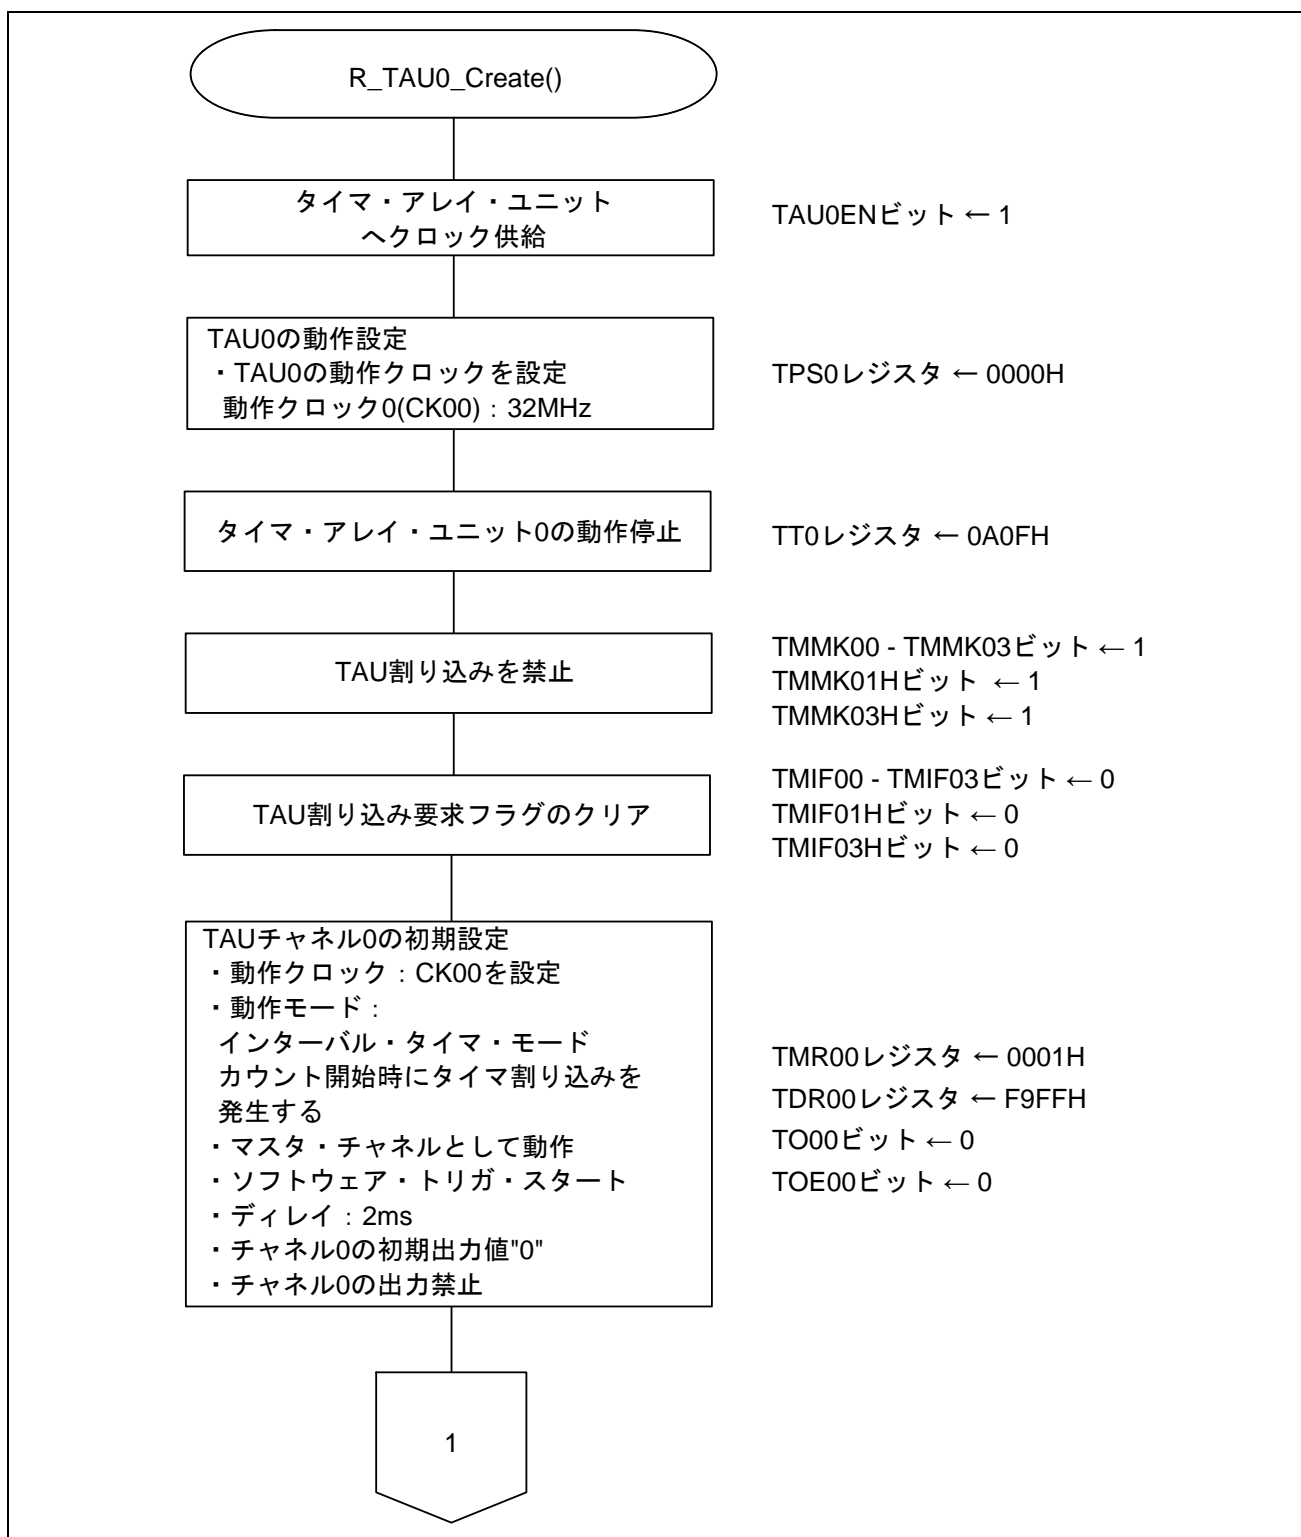 R_TAU0_Create()
タイマ・アレイ・ユニット
へクロック供給
TAU0ENビット ← 1
TAU0の動作設定
・TAU0の動作クロックを設定
動作クロック0(CK00)：32MHz
TPS0レジスタ ← 0000H
タイマ・アレイ・ユニット0の動作停止
TT0レジスタ ← 0A0FH
TAU割り込みを禁止
TMMK00 - TMMK03ビット ← 1
TMMK01Hビット ← 1
TMMK03Hビット ← 1
TAU割り込み要求フラグのクリア
TMIF00 - TMIF03ビット ← 0
TMIF01Hビット ← 0
TMIF03Hビット ← 0
TAUチャネル0の初期設定
・動作クロック：CK00を設定
・動作モード：
インターバル・タイマ・モード
カウント開始時にタイマ割り込みを
発生する
・マスタ・チャネルとして動作
・ソフトウェア・トリガ・スタート
・ディレイ：2ms
・チャネル0の初期出力値"0"
・チャネル0の出力禁止
TMR00レジスタ ← 0001H
TDR00レジスタ ← F9FFH
TO00ビット ← 0
TOE00ビット ← 0
1